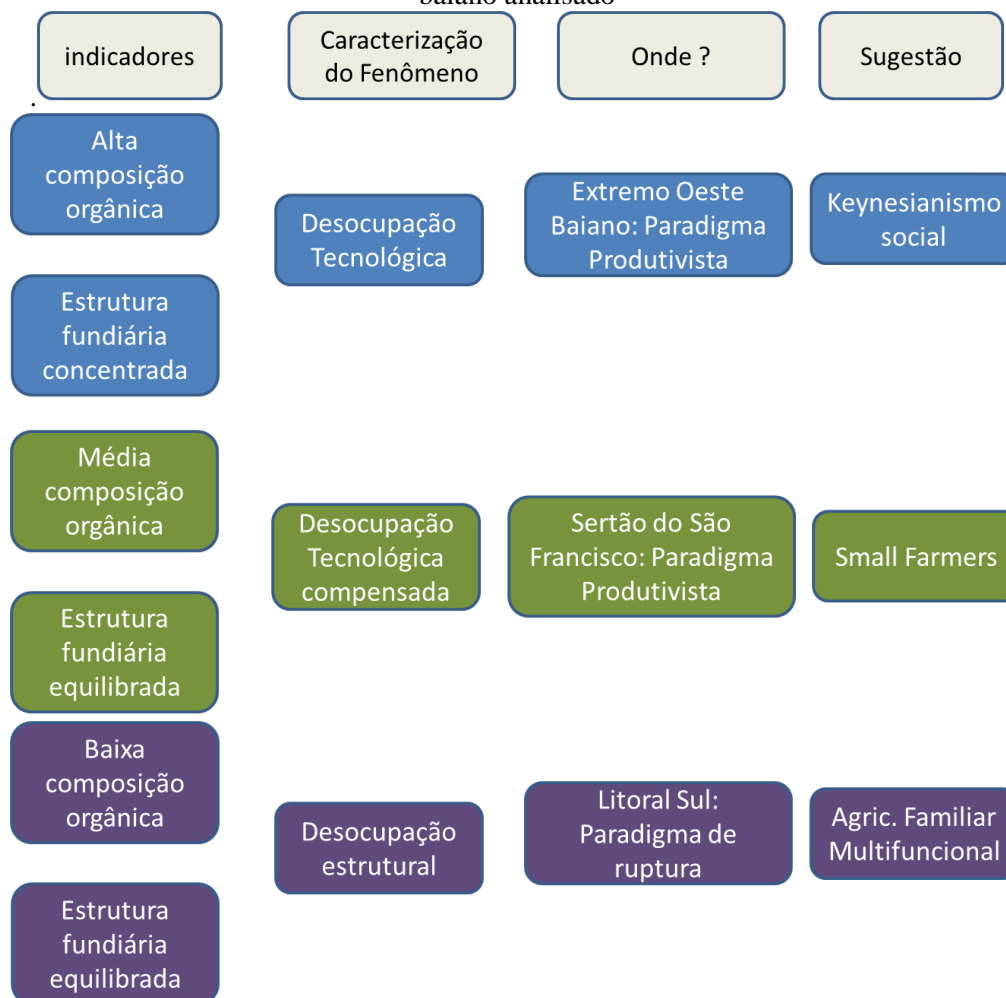 baiano analisado
indicadores
Caracterização
do Fenômeno
Onde ?
Sugestão
.
Alta
composição
orgânica
Estrutura
fundiária
concentrada
Desocupação
Tecnológica
Extremo Oeste
Baiano: Paradigma
Produtivista
Keynesianismo
social
Média
composição
orgânica
Estrutura
fundiária
equilibrada
Desocupação
Tecnológica
compensada
Sertão do São
Francisco: Paradigma
Produtivista
Small Farmers
Baixa
composição
orgânica
Estrutura
fundiária
equilibrada
Desocupação
estrutural
Litoral Sul:
Paradigma de
ruptura
Agric. Familiar
Multifuncional